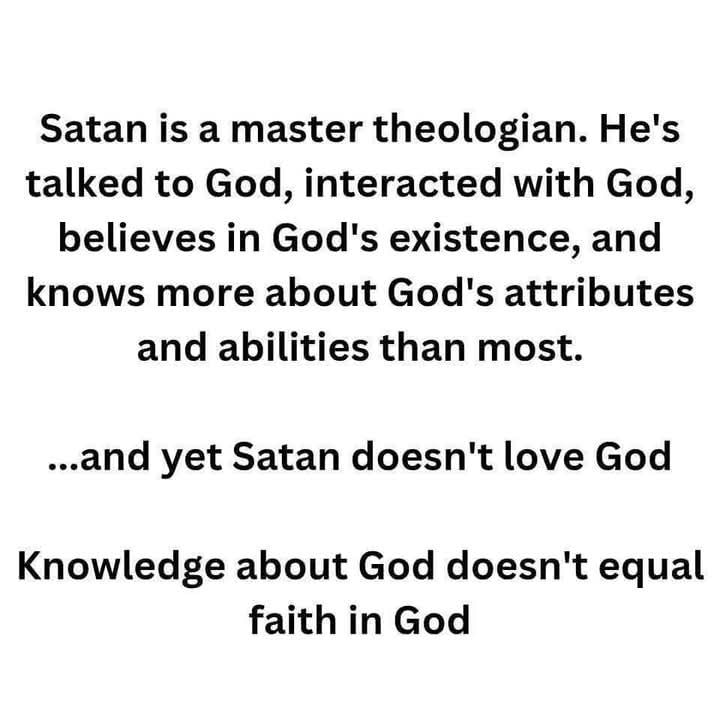 Satan is a master theologian. He's
talked to God, interacted with God,
believes in God's existence, and
knows more about God's attributes
and abilities than most.
...and yet Satan doesn't love God
Knowledge about God doesn't equal
faith in God